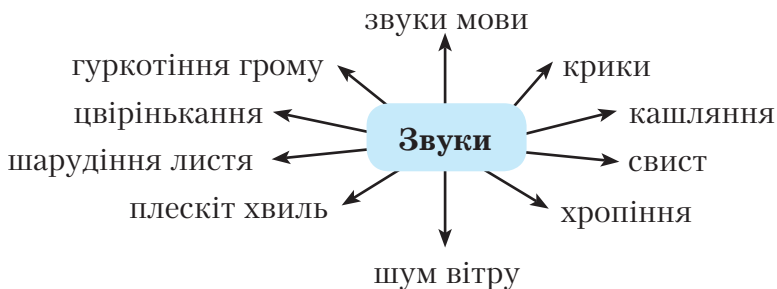 звуки мови
гуркотіння грому
крики
цвірінькання
кашляння
Звуки
шарудіння листя
свист
плескіт хвиль
хропіння
шум вітру